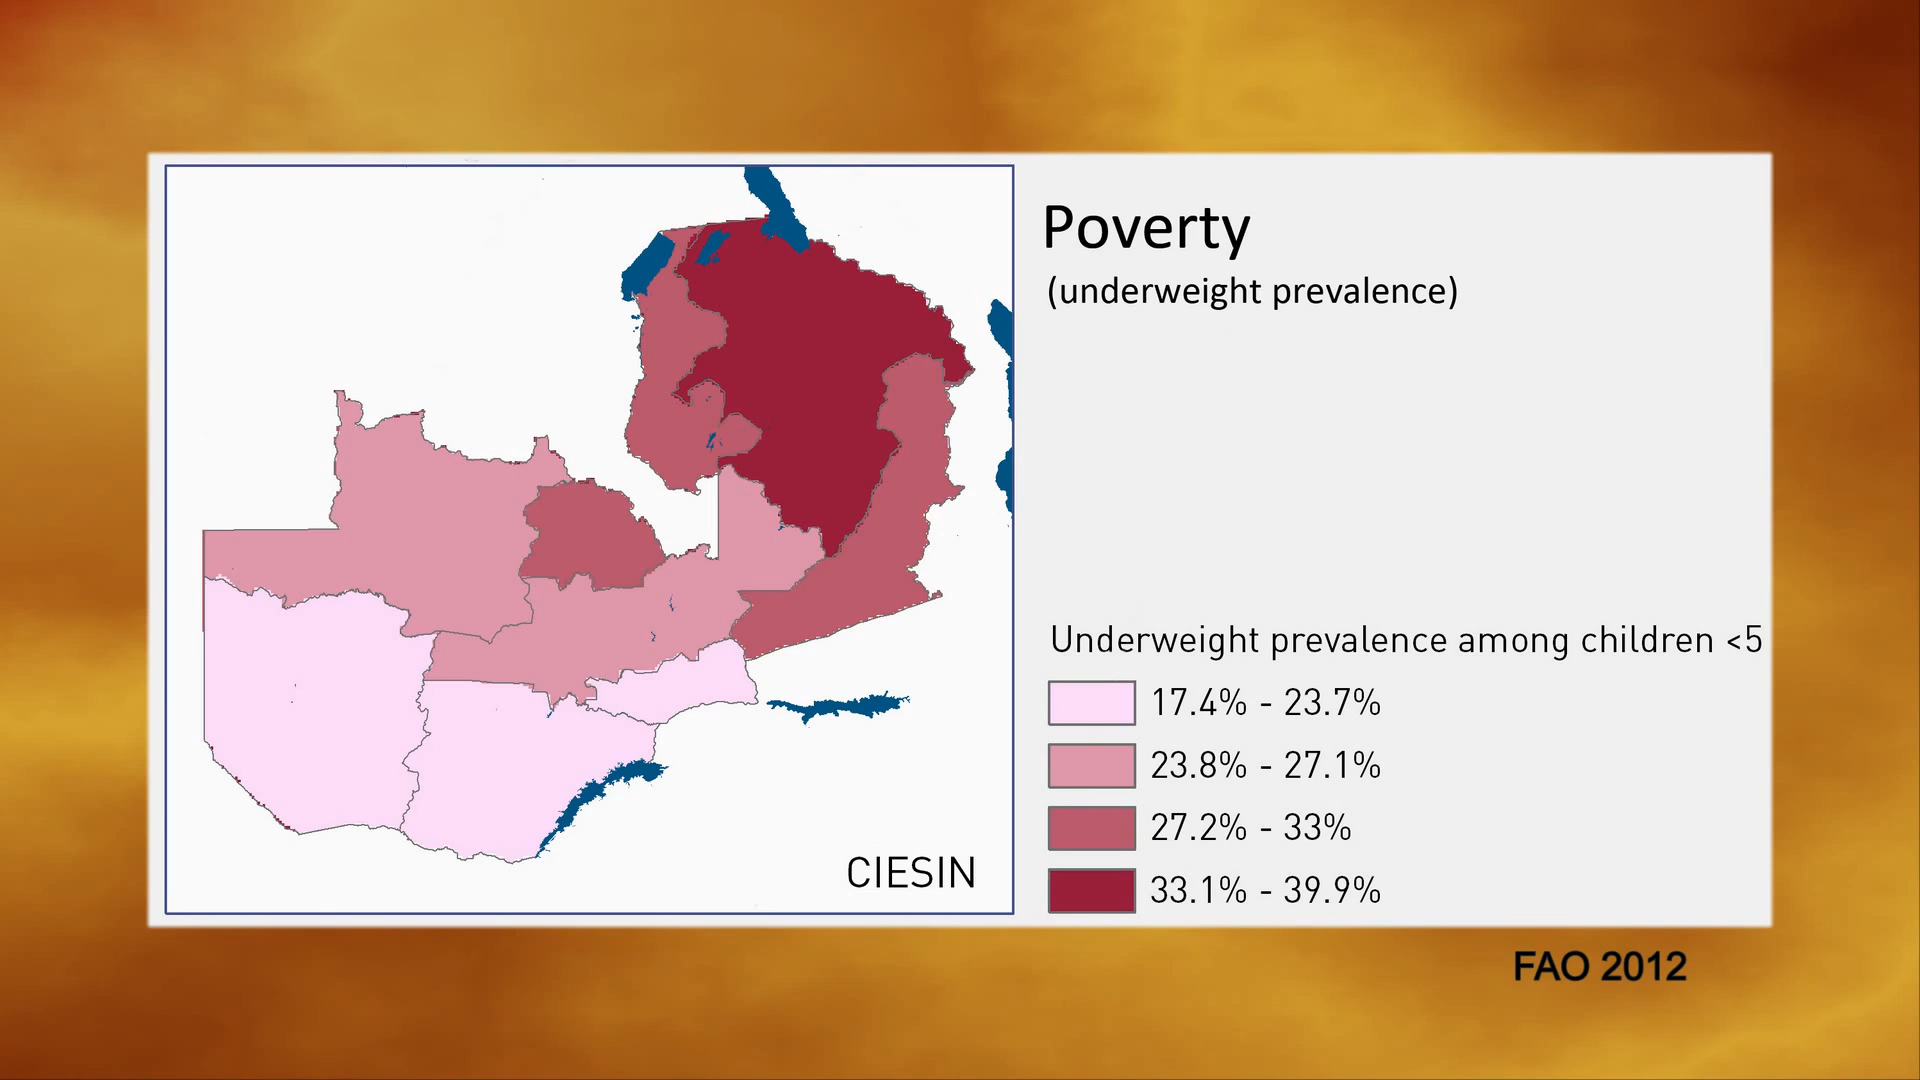 Poverty
(underweight prevalence)
Underweight prevalence among children <5
17.4% - 23.7%
23.8% - 27.1%
27.2% - 33%
33.1% - 39.9%
CIESIN
FAO 2012